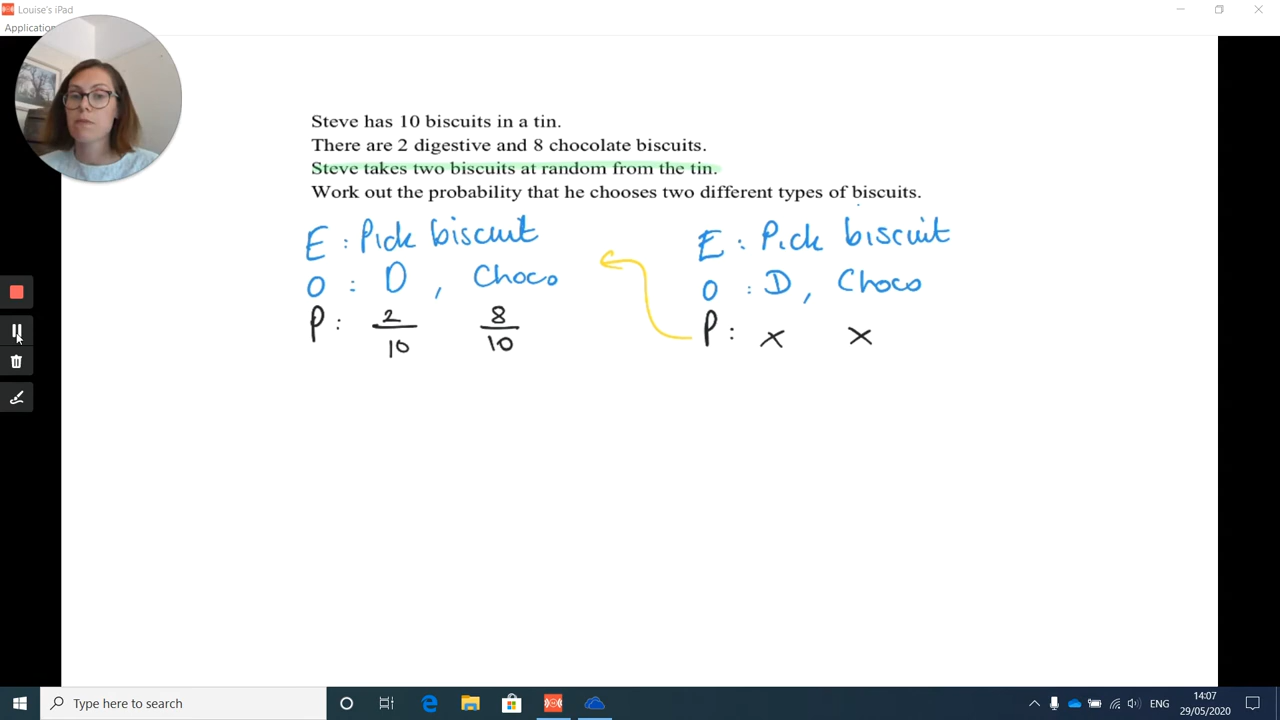 Louise's iPad
Application
Steve has 10 biscuits in a tin.
There are 2 digestive and 8 chocolate biscuits.
Steve takes two biscuits at random from the tin.
Work out the probability that he chooses two different types of biscuits.
E : Pick biscuit
O : D , Choco
P : 2/10 8/10
E : Pick biscuit
O : D , Choco
P : x x
Type here to search
ENG
14:07
29/05/2020